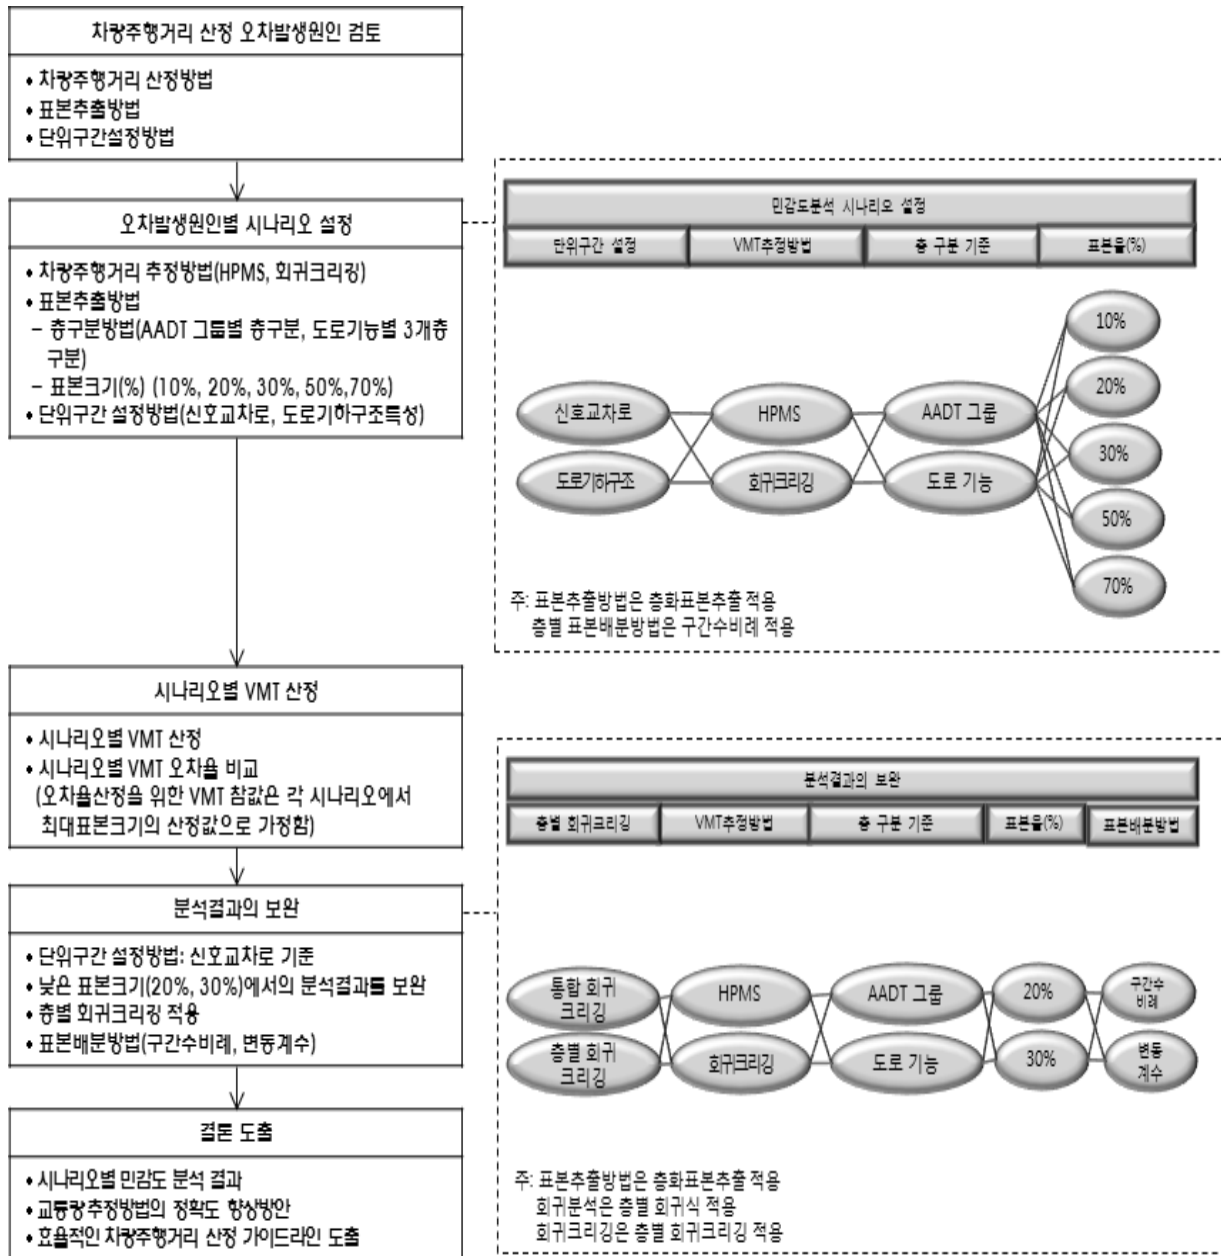 차량주행거리 산정 오차발생원인 검토
• 차량주행거리 산정방법
• 표본추출방법
• 단위구간설정방법
오차발생원인별 시나리오 설정
• 차량주행거리 추정방법(HPMS, 회귀크리깅)
• 표본추출방법
– 층구분방법(AADT 그룹별 층구분, 도로기능별 3개층
구분)
– 표본크기(%) (10%, 20%, 30%, 50%,70%)
• 단위구간 설정방법(신호교차로, 도로기하구조특성)
민감도분석 시나리오 설정
단위구간 설정
VMT추정방법
층 구분 기준
표본율(%)
신호교차로
도로기하구조
HPMS
회귀크리깅
AADT 그룹
도로 기능
10%
20%
30%
50%
70%
주: 표본추출방법은 층화표본추출 적용
층별 표본배분방법은 구간수비례 적용
시나리오별 VMT 산정
• 시나리오별 VMT 산정
• 시나리오별 VMT 오차율 비교
(오차율산정을 위한 VMT 참값은 각 시나리오에서
최대표본크기의 산정값으로 가정함)
분석결과의 보완
• 단위구간 설정방법: 신호교차로 기준
• 낮은 표본크기(20%, 30%)에서의 분석결과를 보완
• 층별 회귀크리깅 적용
• 표본배분방법(구간수비례, 변동계수)
분석결과의 보완
층별 회귀크리깅
VMT추정방법
층 구분 기준
표본율(%)
표본배분방법
통합 회귀
크리깅
층별 회귀
크리깅
HPMS
회귀크리깅
AADT 그룹
도로 기능
20%
30%
구간수
비례
변동
계수
주: 표본추출방법은 층화표본추출 적용
회귀분석은 층별 회귀식 적용
회귀크리깅은 층별 회귀크리깅 적용
결론 도출
• 시나리오별 민감도 분석 결과
• 교통량추정방법의 정확도 향상방안
• 효율적인 차량주행거리 산정 가이드라인 도출